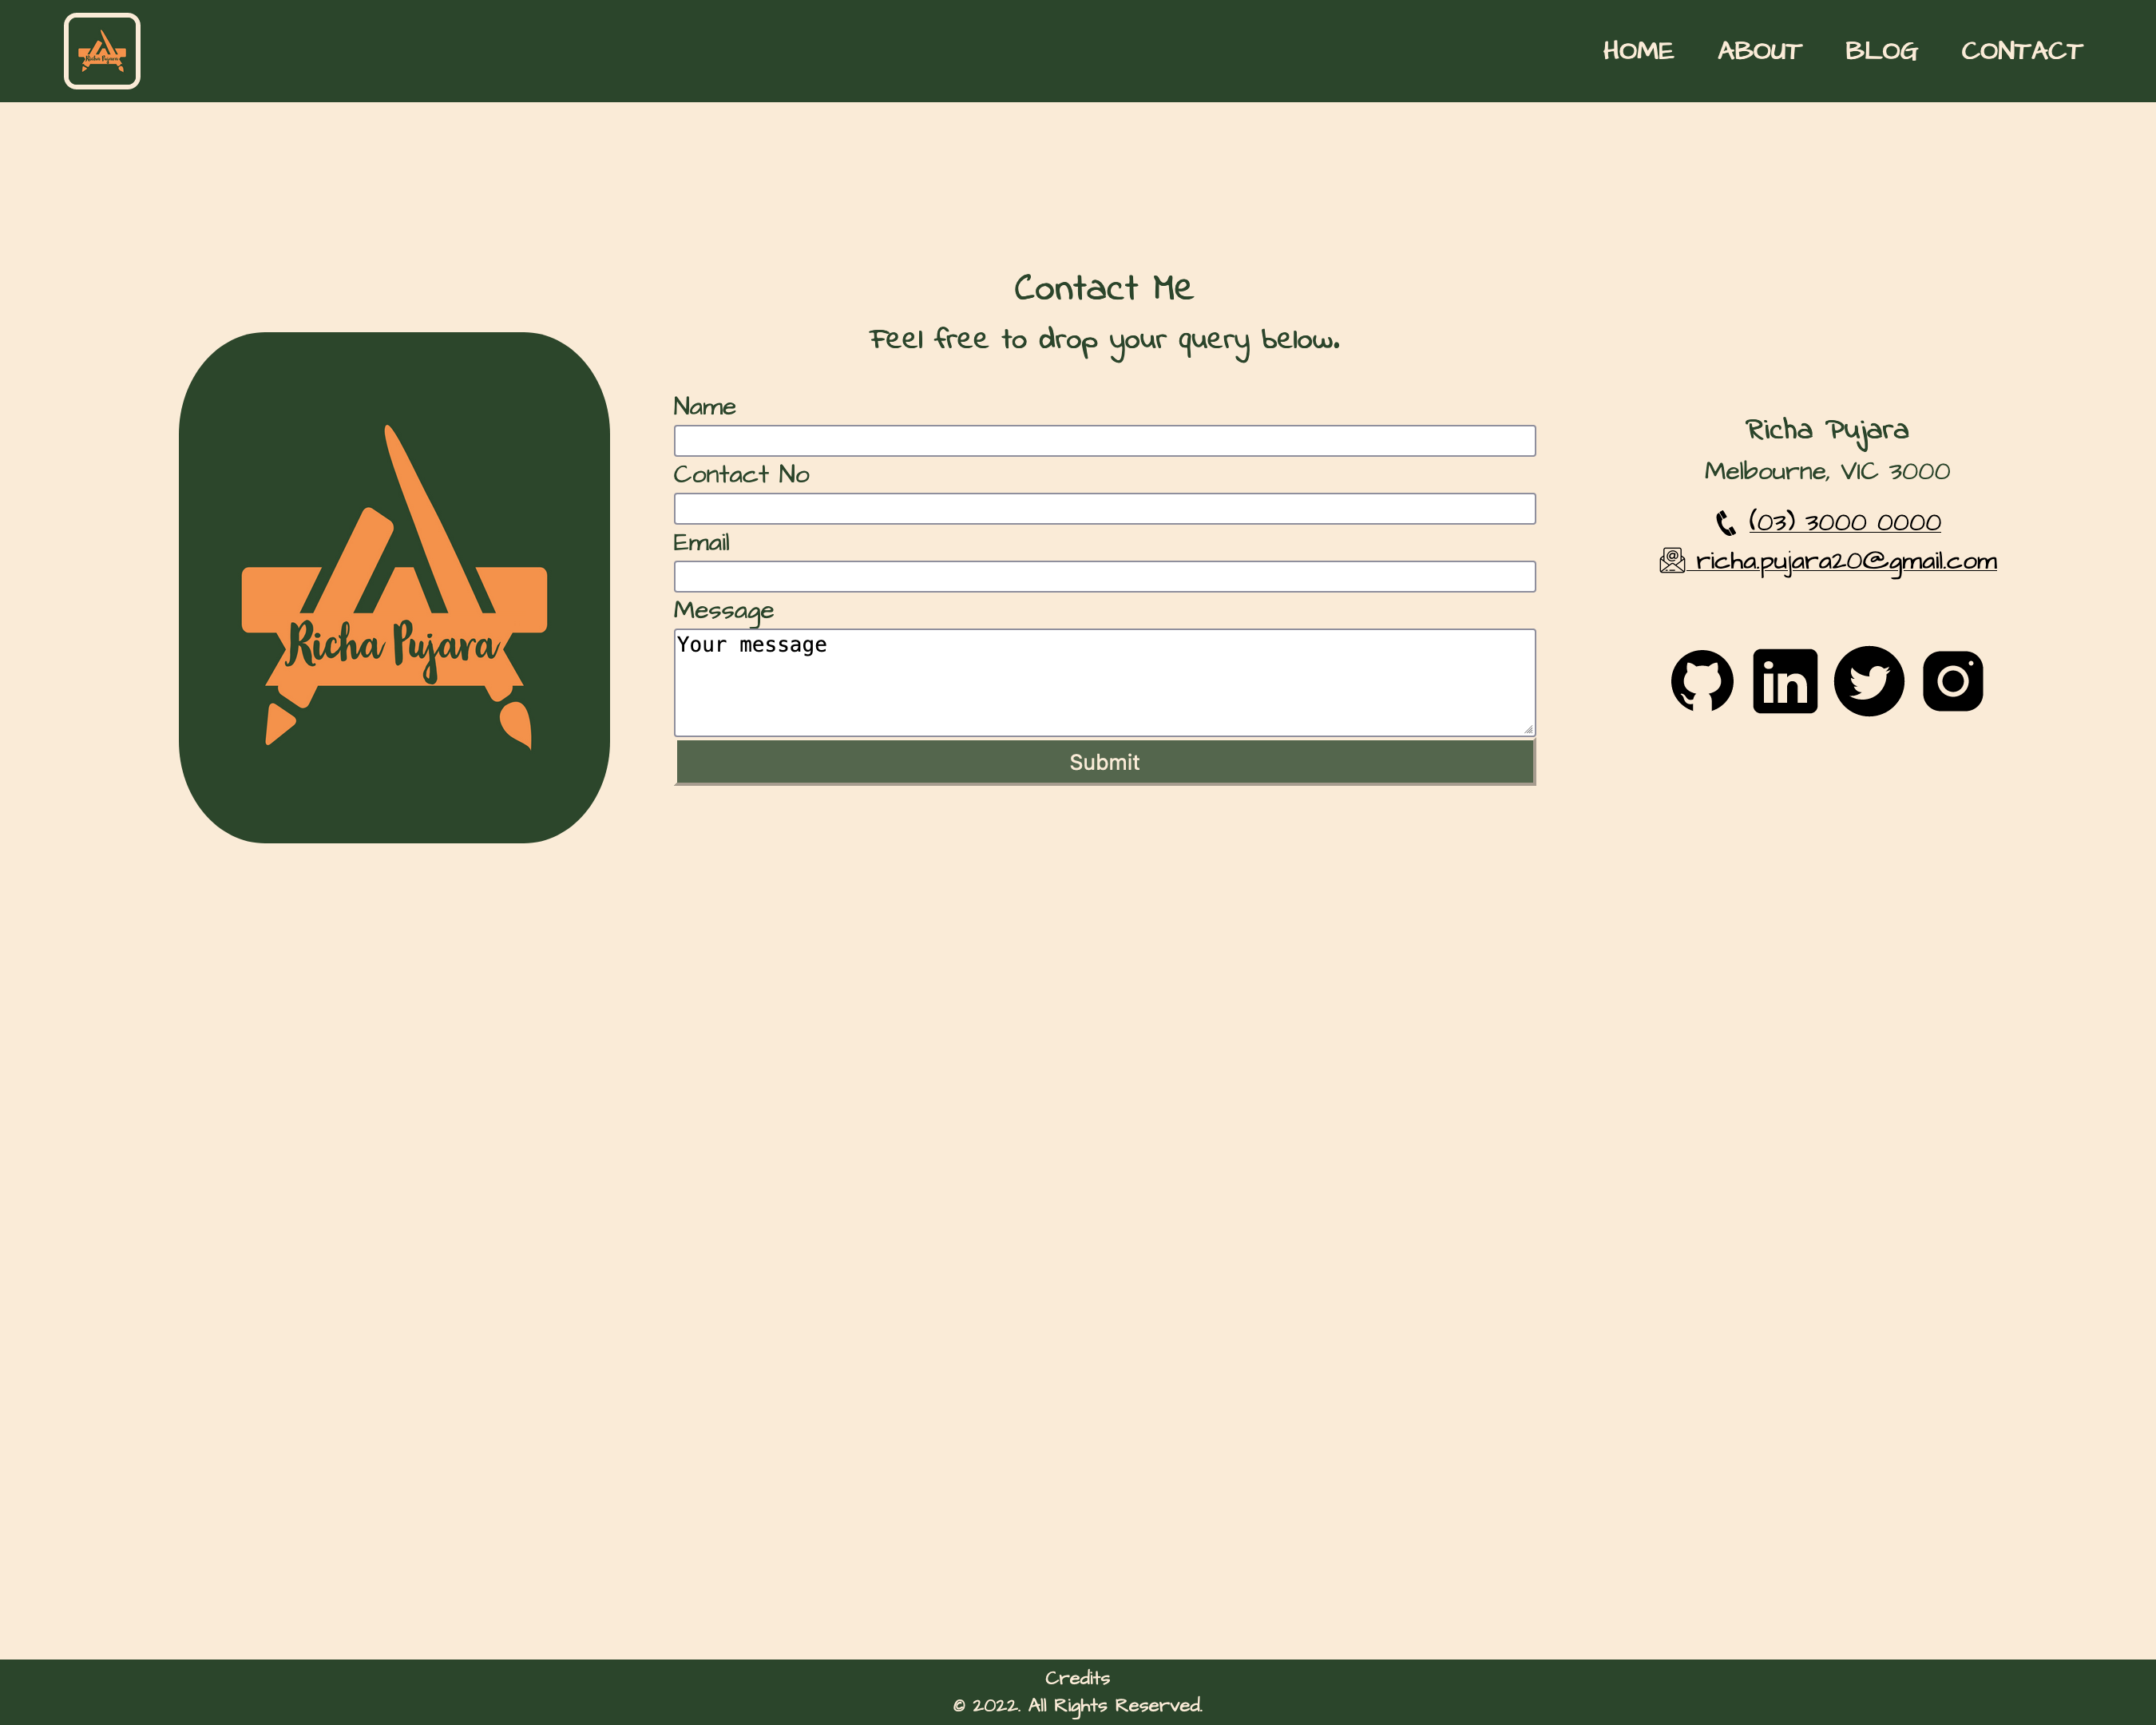 HOME ABOUT BLOG CONTACT
Contact Me
Feel free to drop your query below.
Richa Pujara
Name
Contact No
Email
Message
Your message
Submit
Richa Pujara
Melbourne, VIC 3000
(03) 3000 0000
richa.pujara20@gmail.com
in
Credits
© 2022. All Rights Reserved.